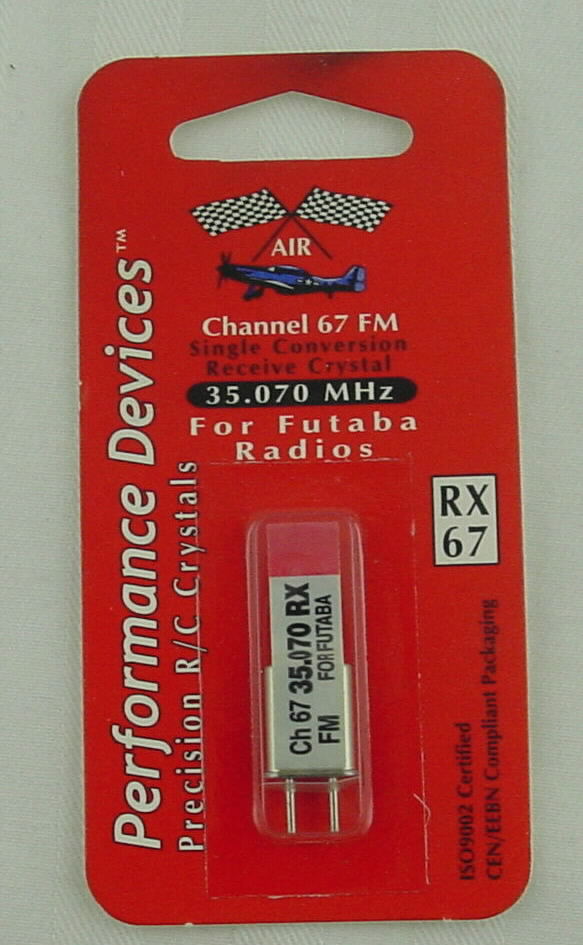 AIR
Channel 67 FM
Single Conversion
Receive Crystal
35.070 MHz
For Futaba
Radios
Performance Devices™
Precision R/C Crystals
RX
67
Ch 67 35.070 RX
FM FOR FUTABA
ISO9002 Certified
CEN/EEBN Compliant Packaging